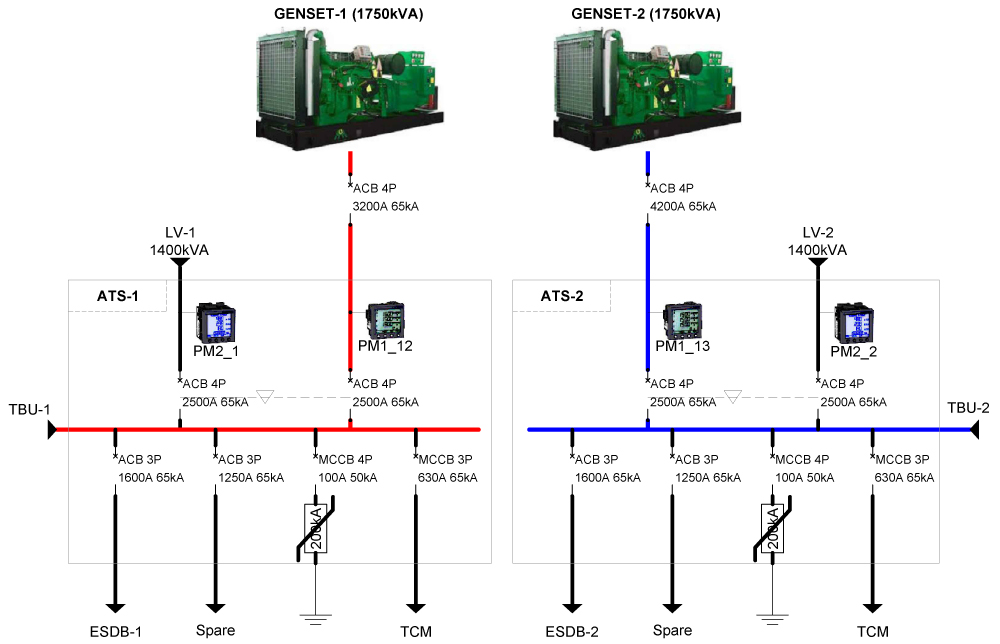 GENSET-1 (1750kVA)
GENSET-2 (1750kVA)
ACB 4P
3200A 65kA
ACB 4P
4200A 65kA
LV-1
1400kVA
LV-2
1400kVA
ATS-1
ATS-2
PM2_1
PM1_12
PM1_13
PM2_2
ACB 4P
2500A 65kA
ACB 4P
2500A 65kA
ACB 4P
2500A 65kA
ACB 4P
2500A 65kA
TBU-1
TBU-2
ACB 3P
1600A 65kA
ACB 3P
1250A 65kA
MCCB 4P
100A 50kA
MCCB 3P
630A 65kA
ACB 3P
1600A 65kA
ACB 3P
1250A 65kA
MCCB 4P
100A 50kA
MCCB 3P
630A 65kA
200kA
200kA
ESDB-1
Spare
TCM
ESDB-2
Spare
TCM